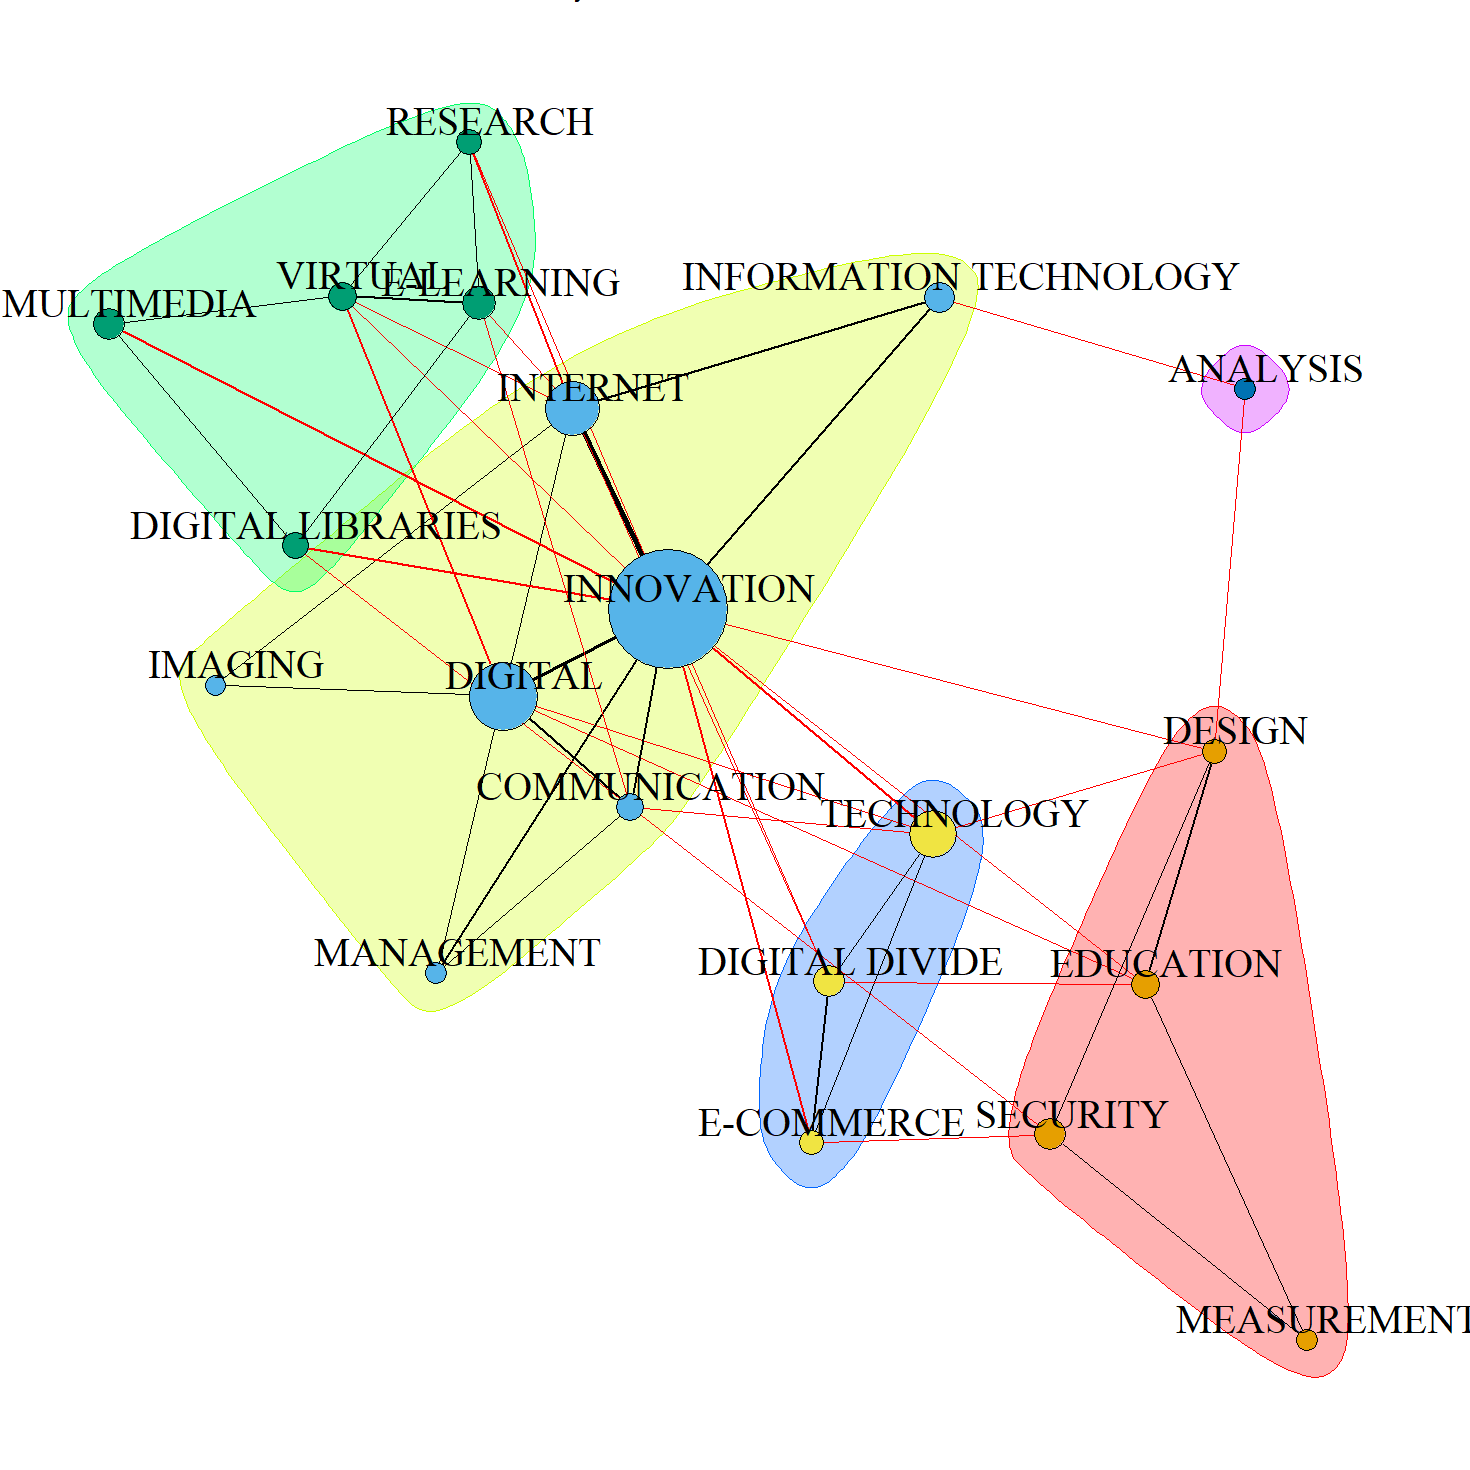 RESEARCH
VIRTUAL
E-LEARNING
MULTIMEDIA
INFORMATION TECHNOLOGY
ANALYSIS
INTERNET
DIGITAL LIBRARIES
INNOVATION
IMAGING
DIGITAL
DESIGN
COMMUNICATION
TECHNOLOGY
MANAGEMENT
DIGITAL DIVIDE
EDUCATION
E-COMMERCE
SECURITY
MEASUREMENT